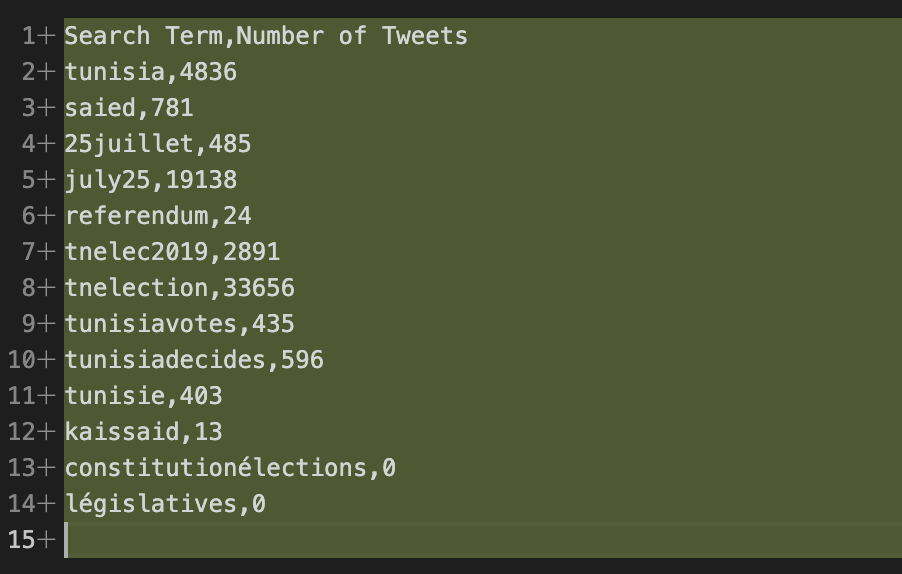 1+ Search Term,Number of Tweets
2+ tunisia,4836
3+ saied,781
4+ 25juillet,485
5+ july25,19138
6+ referendum,24
7+ tnelec2019,2891
8+ tnelection,33656
9+ tunisiavotes,435
10+ tunisiadecides,596
11+ tunisie,403
12+ kaissaid,13
13+ constitutionélections,0
14+ législatives,0
15+